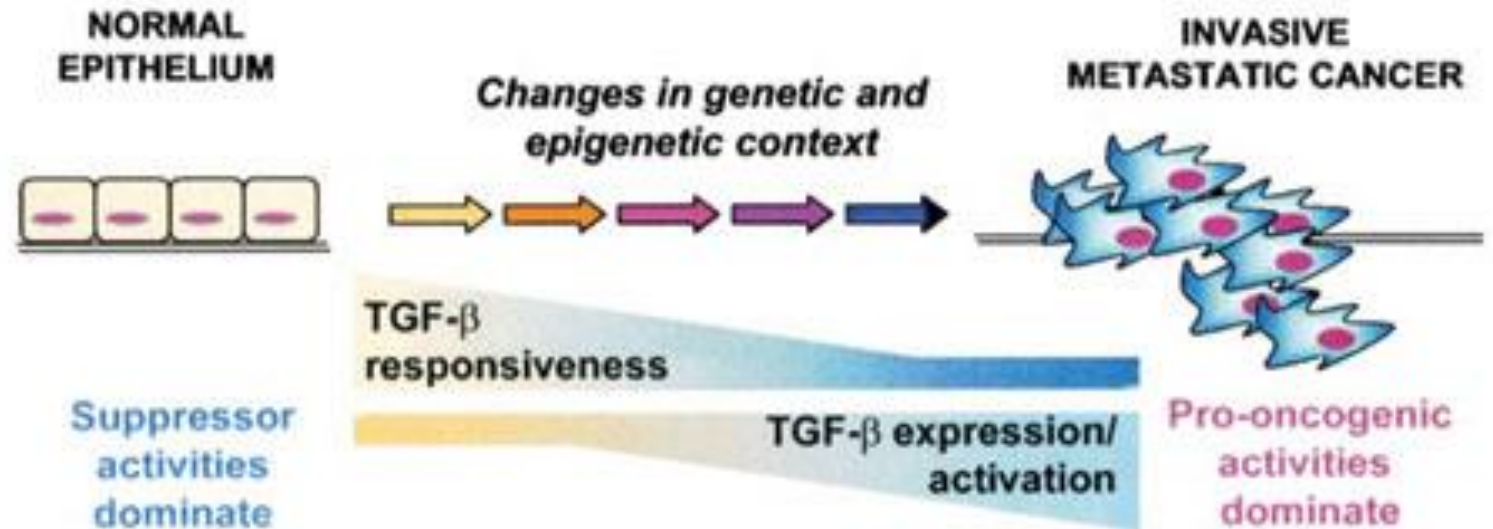 NORMAL
EPITHELIUM
Changes in genetic and
epigenetic context
INVASIVE
METASTATIC CANCER
TGF-β
responsiveness
TGF-β expression/
activation
Suppressor
activities
dominate
Pro-oncogenic
activities
dominate